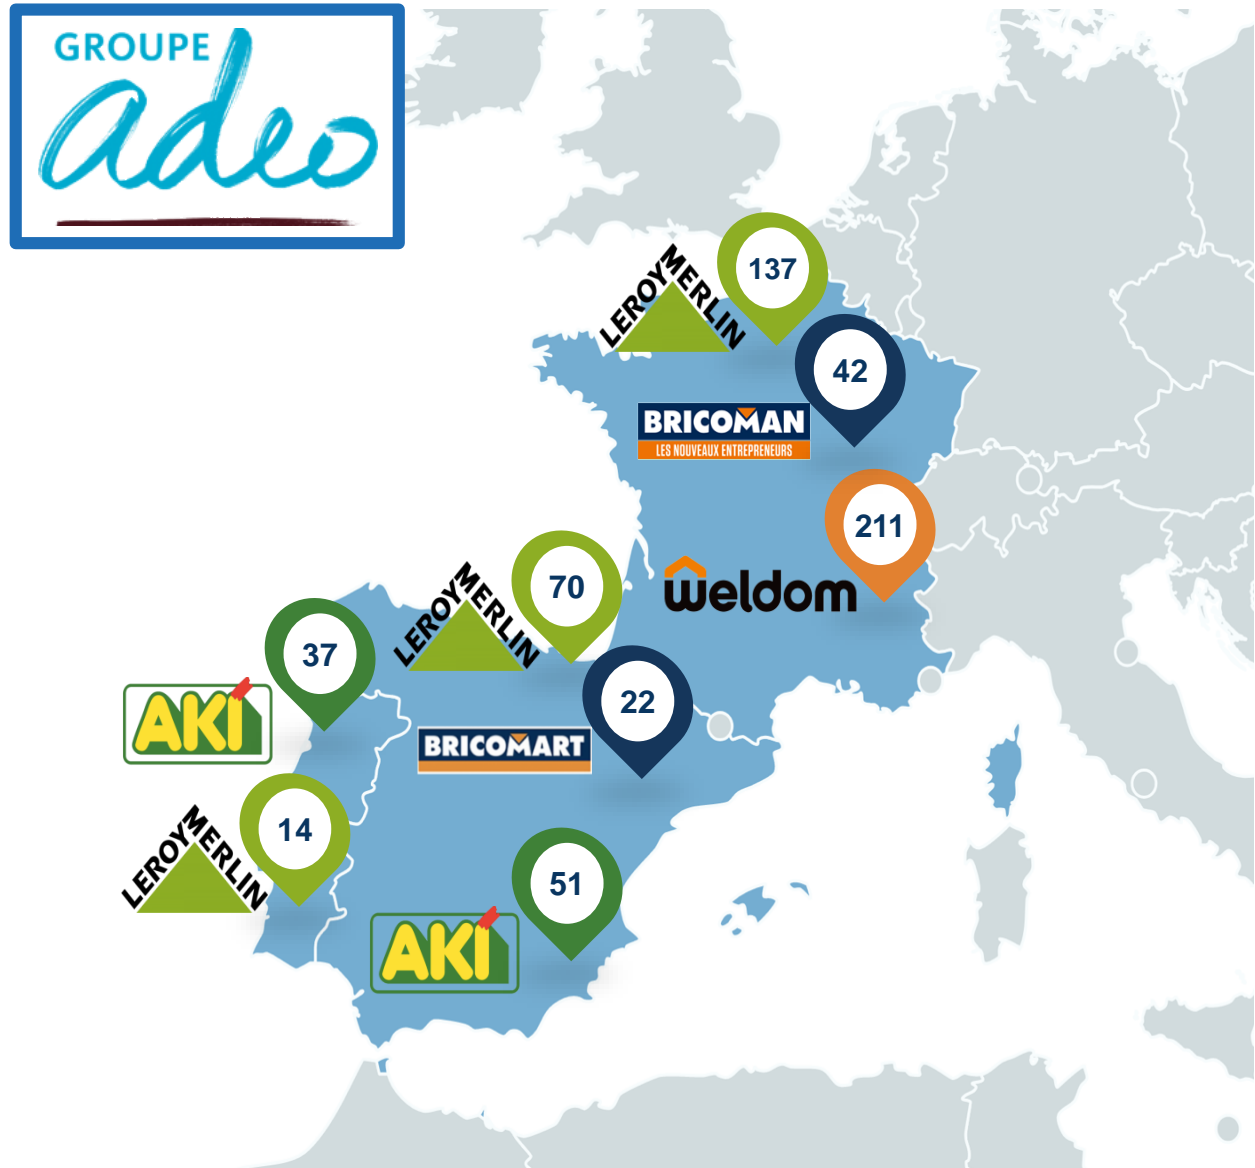 GROUPE
adeo
LEROY MERLIN
137
42
BRICOMAN
LES NOUVEAUX ENTREPRENEURS
211
weldom
LEROY MERLIN
70
37
AKI
22
BRICOMART
LEROY MERLIN
14
51
AKI